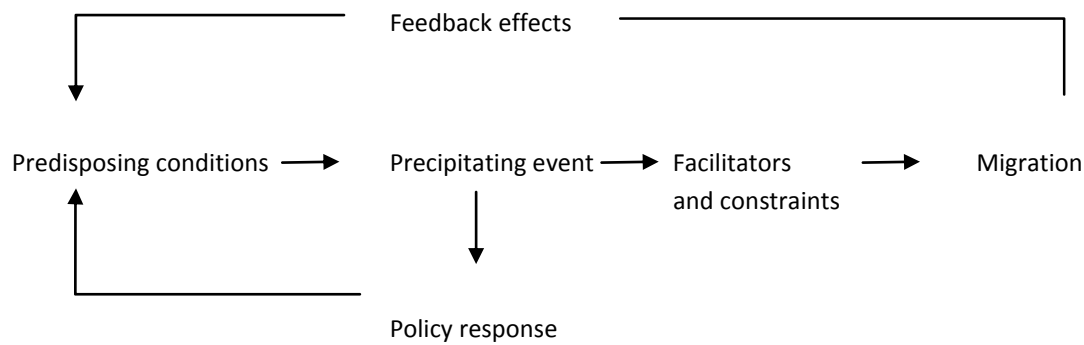 Feedback effects
Predisposing conditions
Precipitating event
Facilitators
and constraints
Migration
Policy response